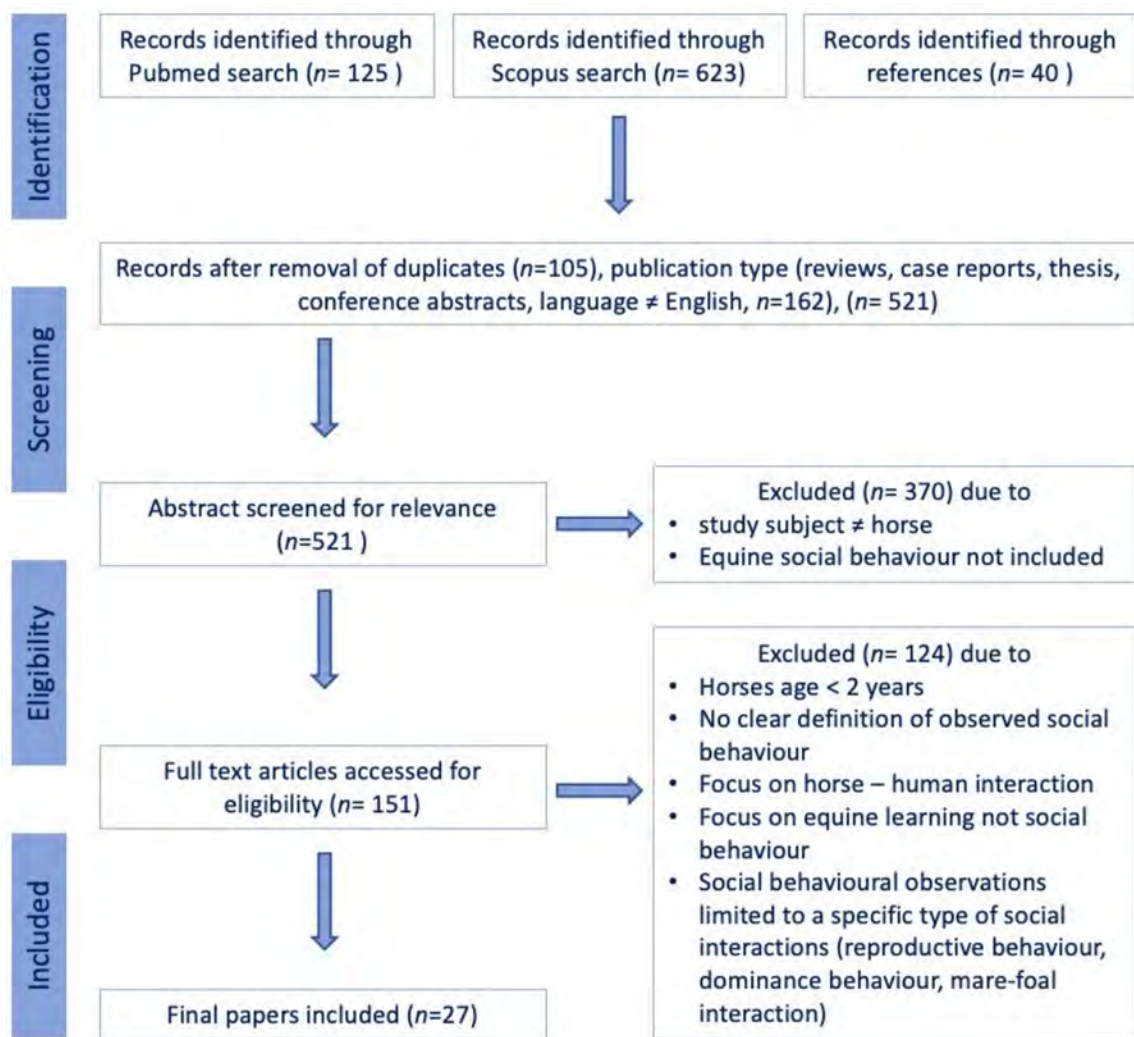 Identification
Records identified through
Pubmed search (n= 125 )
Records identified through
Scopus search (n= 623)
Records identified through
references (n= 40 )
Screening
Records after removal of duplicates (n=105), publication type (reviews, case reports, thesis,
conference abstracts, language ≠ English, n=162), (n= 521)
Abstract screened for relevance
(n=521 )
Excluded (n= 370) due to
• study subject ≠ horse
• Equine social behaviour not included
Eligibility
Full text articles accessed for
eligibility (n= 151)
Excluded (n= 124) due to
• Horses age < 2 years
• No clear definition of observed social
behaviour
• Focus on horse – human interaction
• Focus on equine learning not social
behaviour
• Social behavioural observations
limited to a specific type of social
interactions (reproductive behaviour,
dominance behaviour, mare-foal
interaction)
Included
Final papers included (n=27)